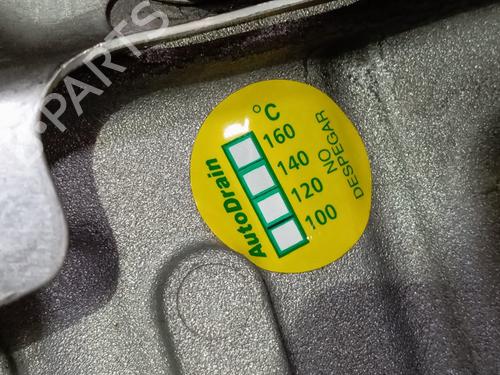 °C
160
140
120
100
AutoDrain
NO
DESPEGAR
PARTS